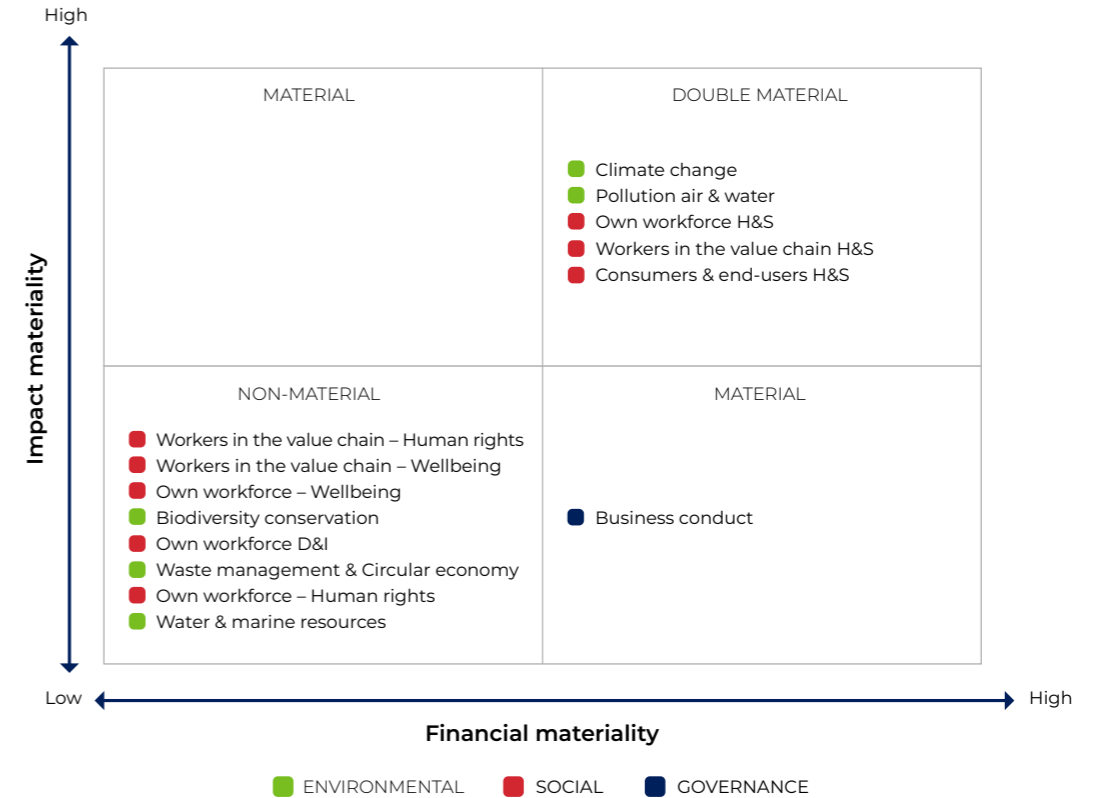 High
MATERIAL
DOUBLE MATERIAL
Climate change
Pollution air & water
Own workforce H&S
Workers in the value chain H&S
Consumers & end-users H&S
Impact materiality
NON-MATERIAL
Workers in the value chain – Human rights
Workers in the value chain – Wellbeing
Own workforce – Wellbeing
Biodiversity conservation
Own workforce D&I
Waste management & Circular economy
Own workforce – Human rights
Water & marine resources
MATERIAL
Business conduct
Low
High
Financial materiality
ENVIRONMENTAL
SOCIAL
GOVERNANCE